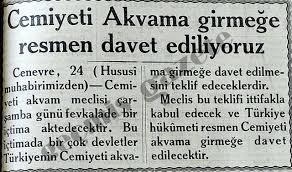 Cemiyeti Akvama girmeğe
resmen davet ediliyoruz
Cenevre, 24 (Hususî
muhabirimizden) — Cemi-
yeti akvam meclisi çar-
şamba günü fevkalâde bir
içtima aktedecektir. Bu
içtimada bir çok devletler
Türkiyenin Cemiyeti akva-
ma girmeğe davet edilme-
sini teklif edeceklerdir.
Meclis bu teklifi ittifakla
kabul edecek ve Türkiye
hükûmeti resmen Cemiyeti
akvama girmeğe davet
edilecektir.